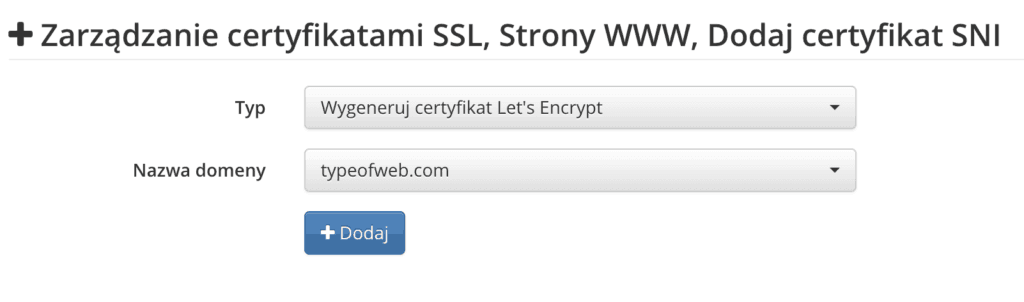 Zarządzanie certyfikatami SSL, Strony WWW, Dodaj certyfikat SNI
Typ Wygeneruj certyfikat Let's Encrypt
Nazwa domeny typeofweb.com
Dodaj